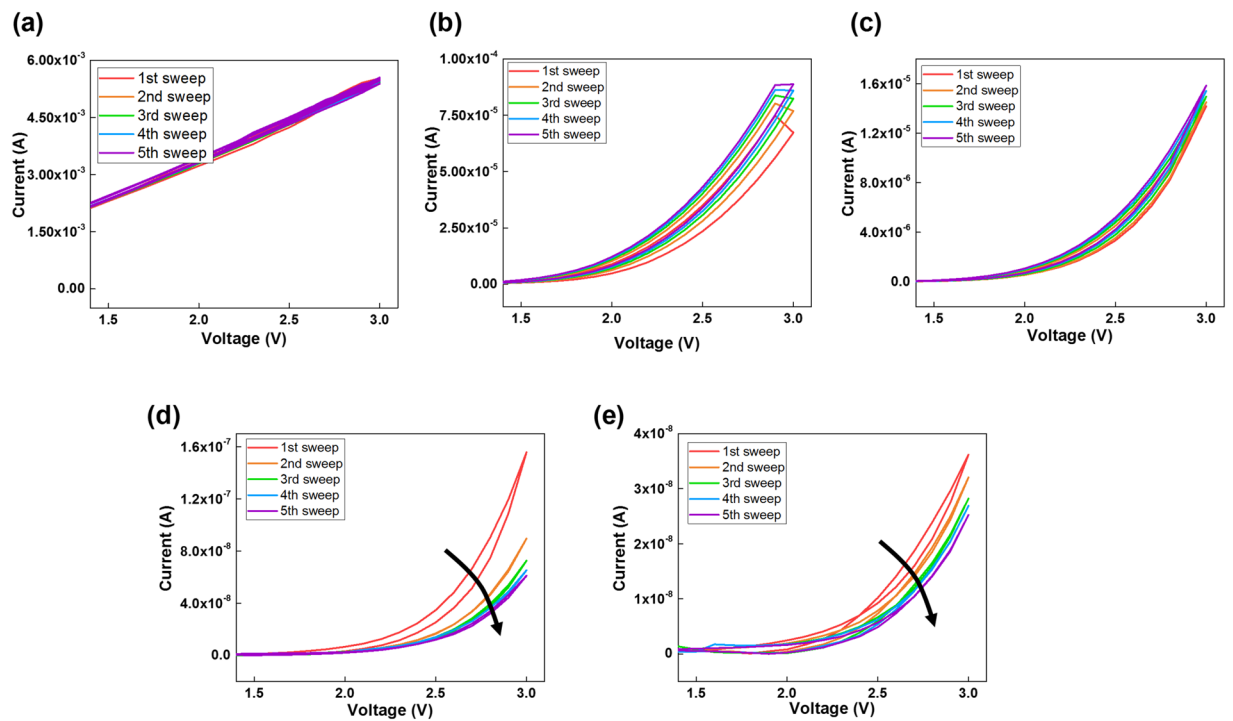 (a)
6.00x10⁻³
4.50x10⁻³
3.00x10⁻³
1.50x10⁻³
0.00
Current (A)
1st sweep
2nd sweep
3rd sweep
4th sweep
5th sweep
1.5 2.0 2.5 3.0
Voltage (V)
(b)
1.00x10⁻⁴
7.50x10⁻⁵
5.00x10⁻⁵
2.50x10⁻⁵
0.00
Current (A)
1st sweep
2nd sweep
3rd sweep
4th sweep
5th sweep
1.5 2.0 2.5 3.0
Voltage (V)
(c)
1.6x10⁻⁵
1.2x10⁻⁵
8.0x10⁻⁶
4.0x10⁻⁶
0.0
Current (A)
1st sweep
2nd sweep
3rd sweep
4th sweep
5th sweep
1.5 2.0 2.5 3.0
Voltage (V)
(d)
1.6x10⁻⁷
1.2x10⁻⁷
8.0x10⁻⁸
4.0x10⁻⁸
0.0
Current (A)
1st sweep
2nd sweep
3rd sweep
4th sweep
5th sweep
1.5 2.0 2.5 3.0
Voltage (V)
(e)
4x10⁻⁸
3x10⁻⁸
2x10⁻⁸
1x10⁻⁸
0
Current (A)
1st sweep
2nd sweep
3rd sweep
4th sweep
5th sweep
1.5 2.0 2.5 3.0
Voltage (V)